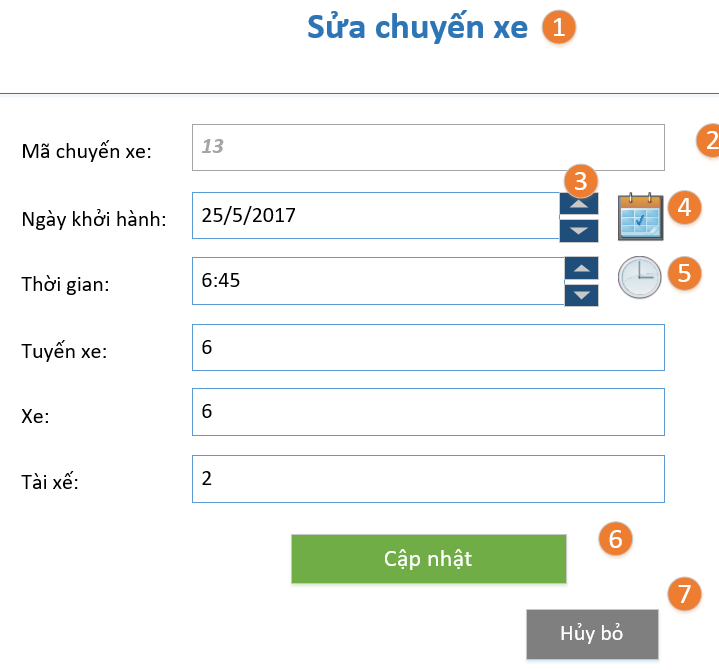 Sửa chuyến xe 1
Mã chuyến xe: 13 2
3
Ngày khởi hành: 25/5/2017 4
Thời gian: 6:45 5
Tuyến xe: 6
Xe: 6
Tài xế: 2
Cập nhật 6
7
Hủy bỏ